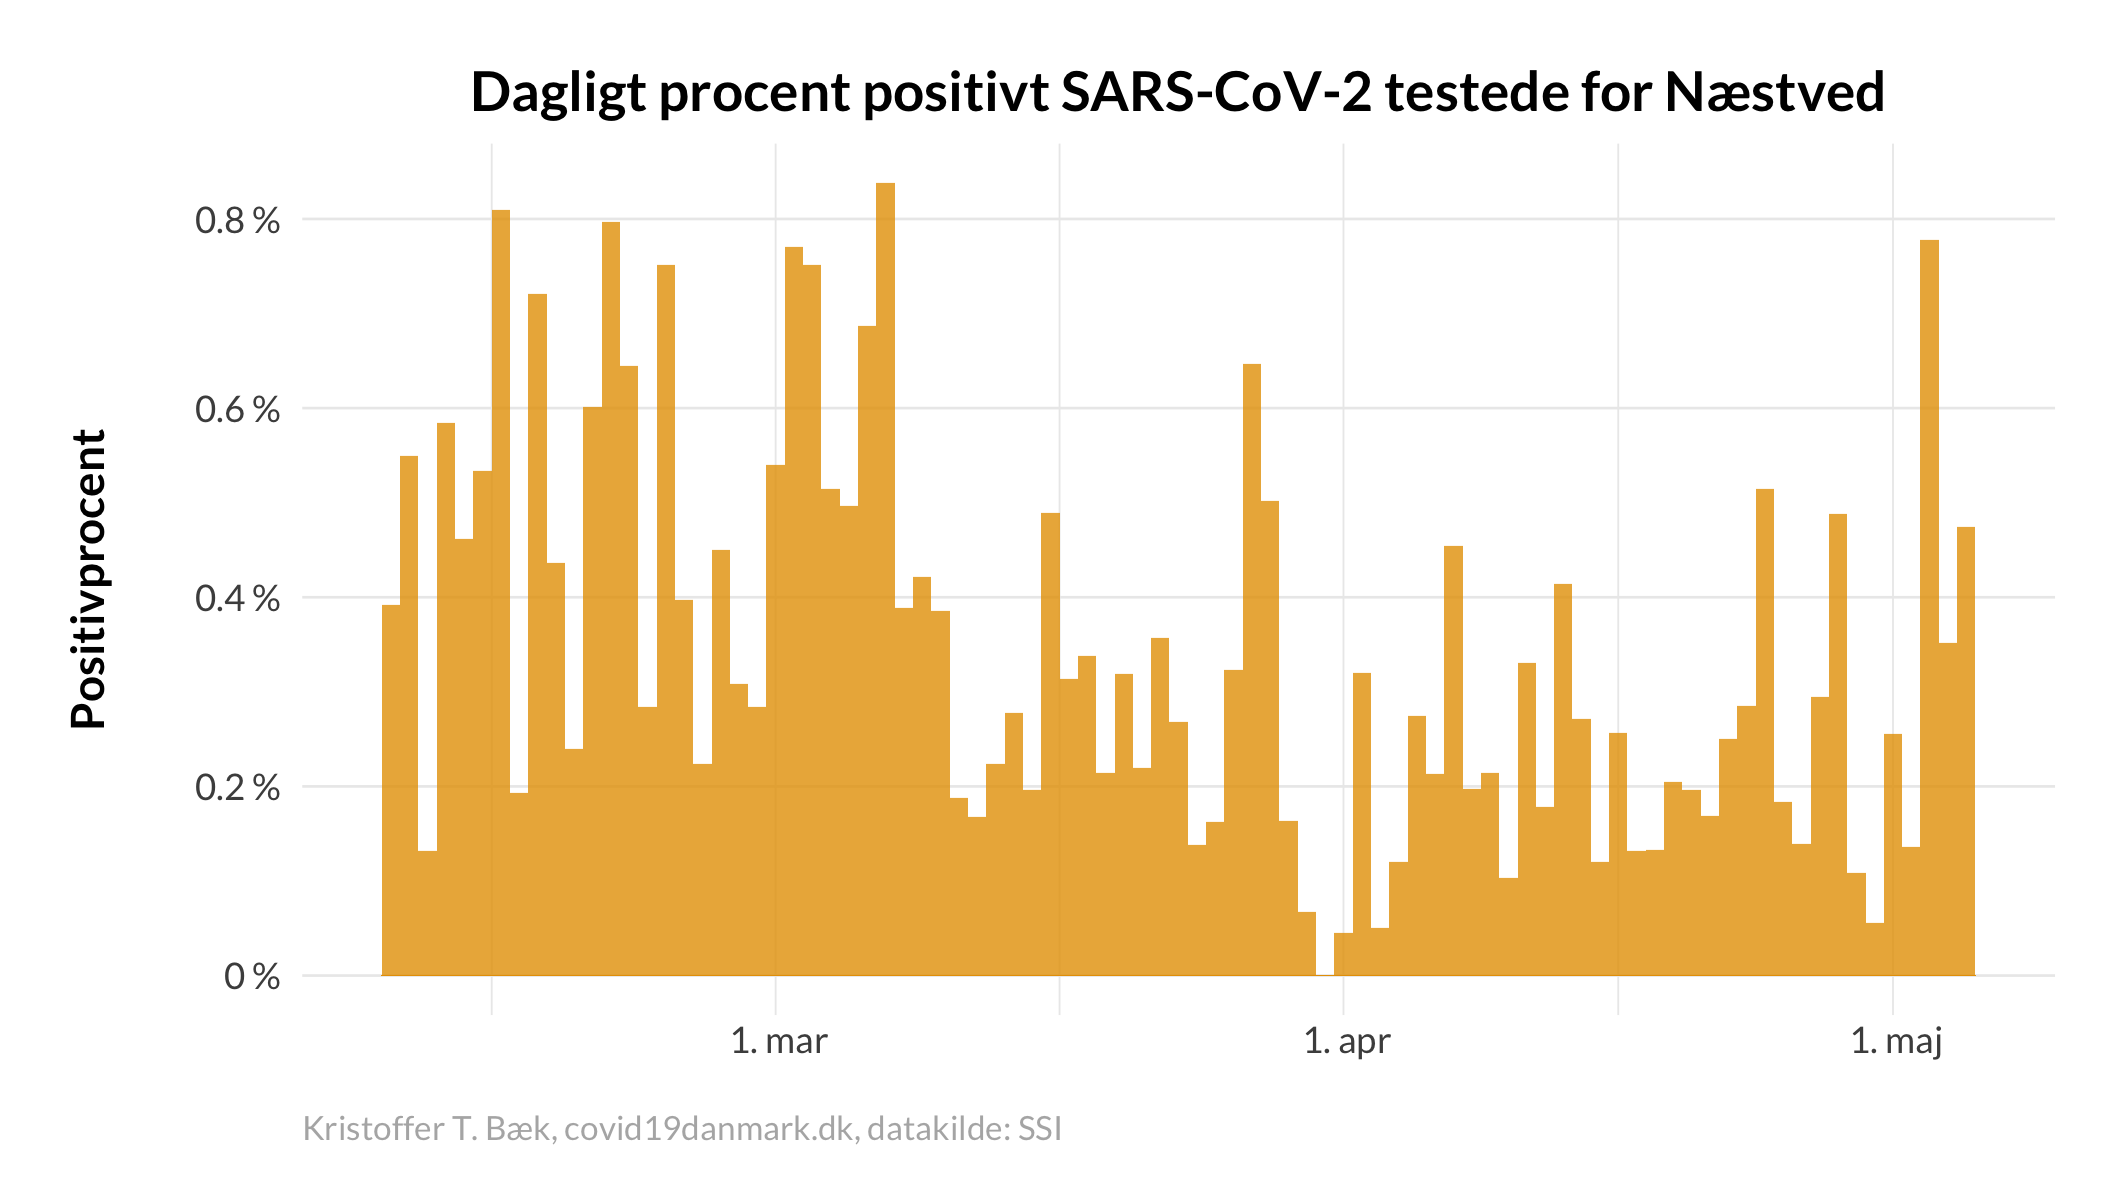 Dagligt procent positivt SARS-CoV-2 testede for Næstved
Positivprocent
0.8 %
0.6 %
0.4 %
0.2 %
0 %
1. mar
1. apr
1. maj
Kristoffer T. Bæk, covid19danmark.dk, datakilde: SSI